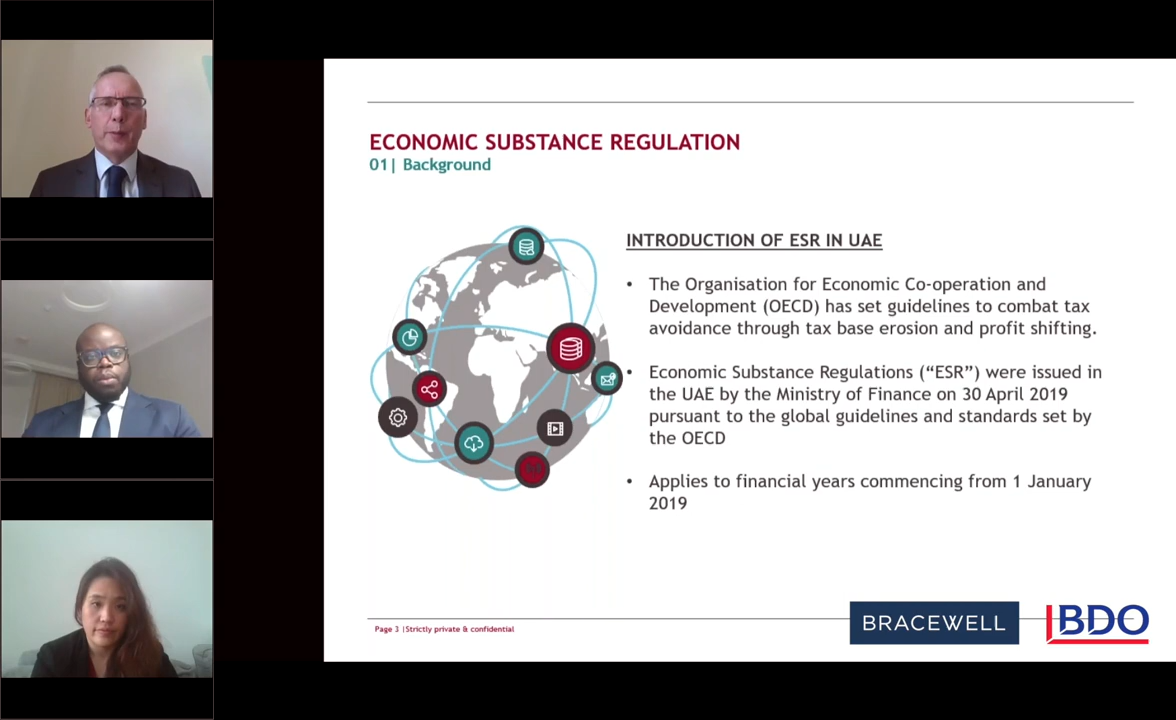 ECONOMIC SUBSTANCE REGULATION
01| Background
INTRODUCTION OF ESR IN UAE
• The Organisation for Economic Co-operation and
Development (OECD) has set guidelines to combat tax
avoidance through tax base erosion and profit shifting.
• Economic Substance Regulations (“ESR”) were issued in
the UAE by the Ministry of Finance on 30 April 2019
pursuant to the global guidelines and standards set by
the OECD
• Applies to financial years commencing from 1 January
2019
Page 3 |Strictly private & confidential
BRACEWELL
BDO